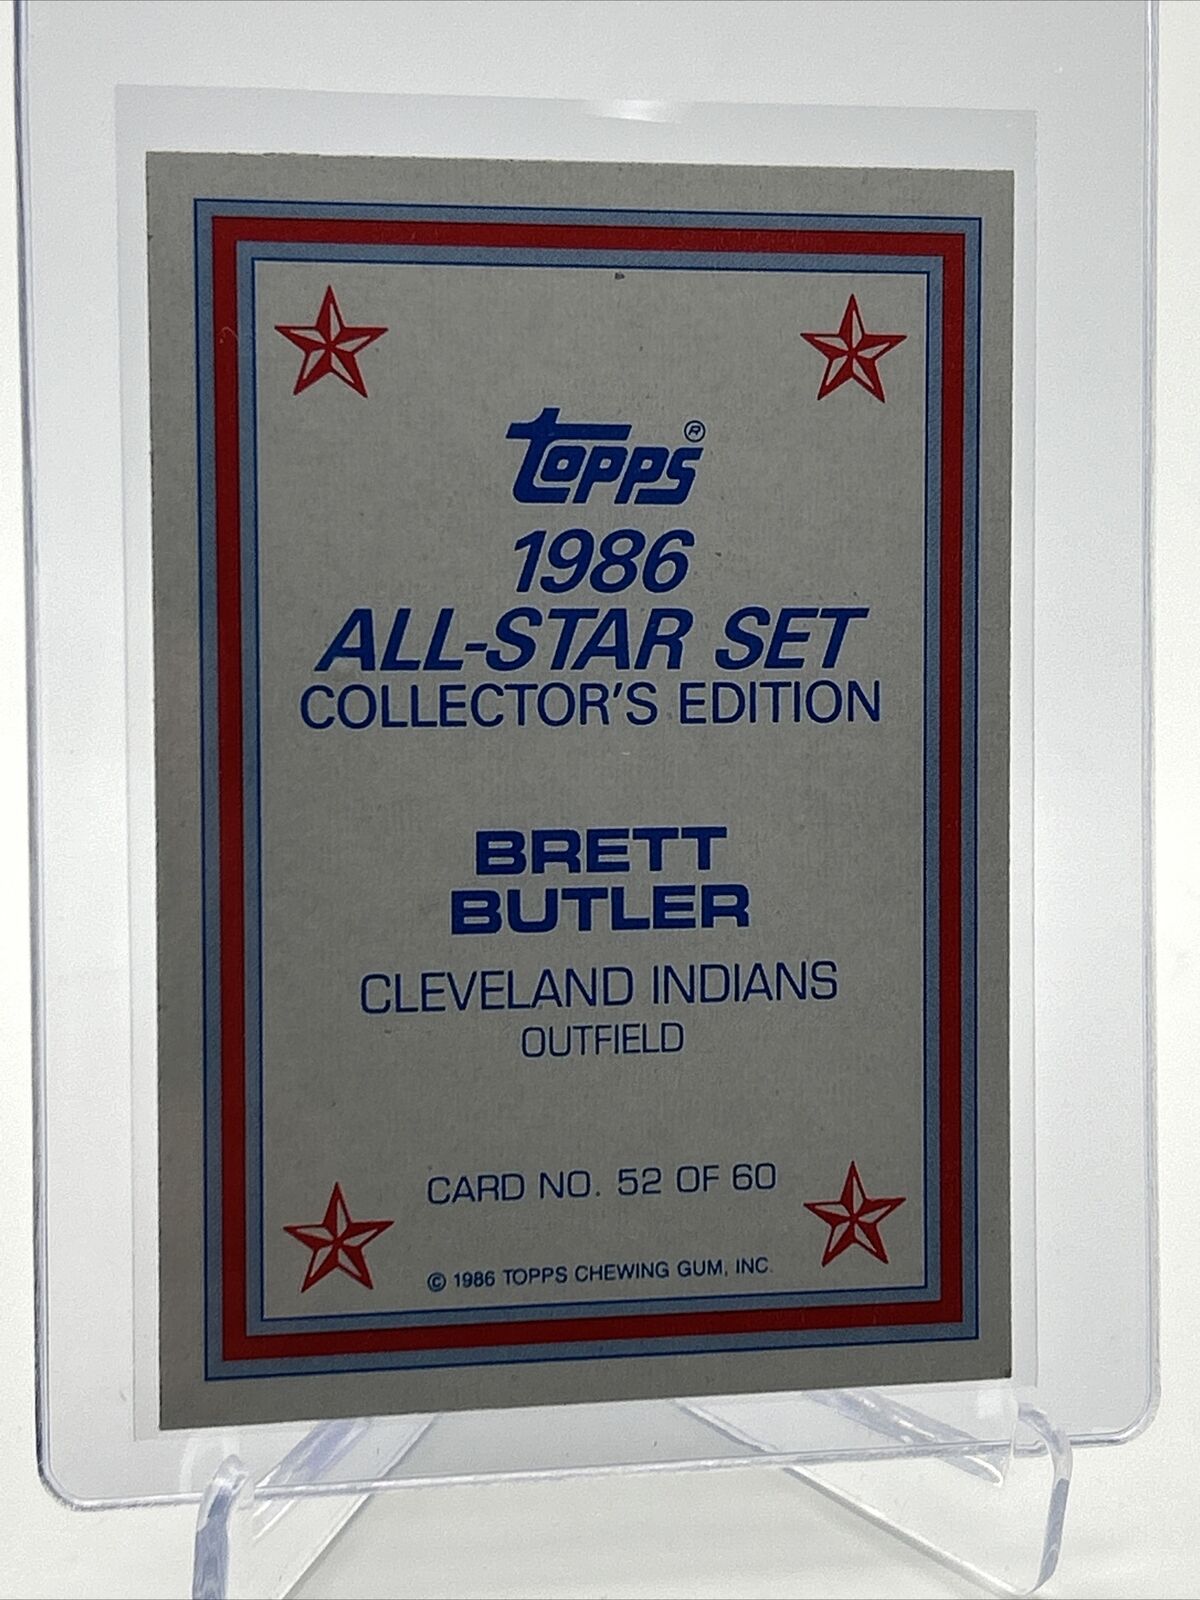 topps®
1986
ALL-STAR SET
COLLECTOR'S EDITION
BRETT
BUTLER
CLEVELAND INDIANS
OUTFIELD
CARD NO. 52 OF 60
© 1986 TOPPS CHEWING GUM, INC.